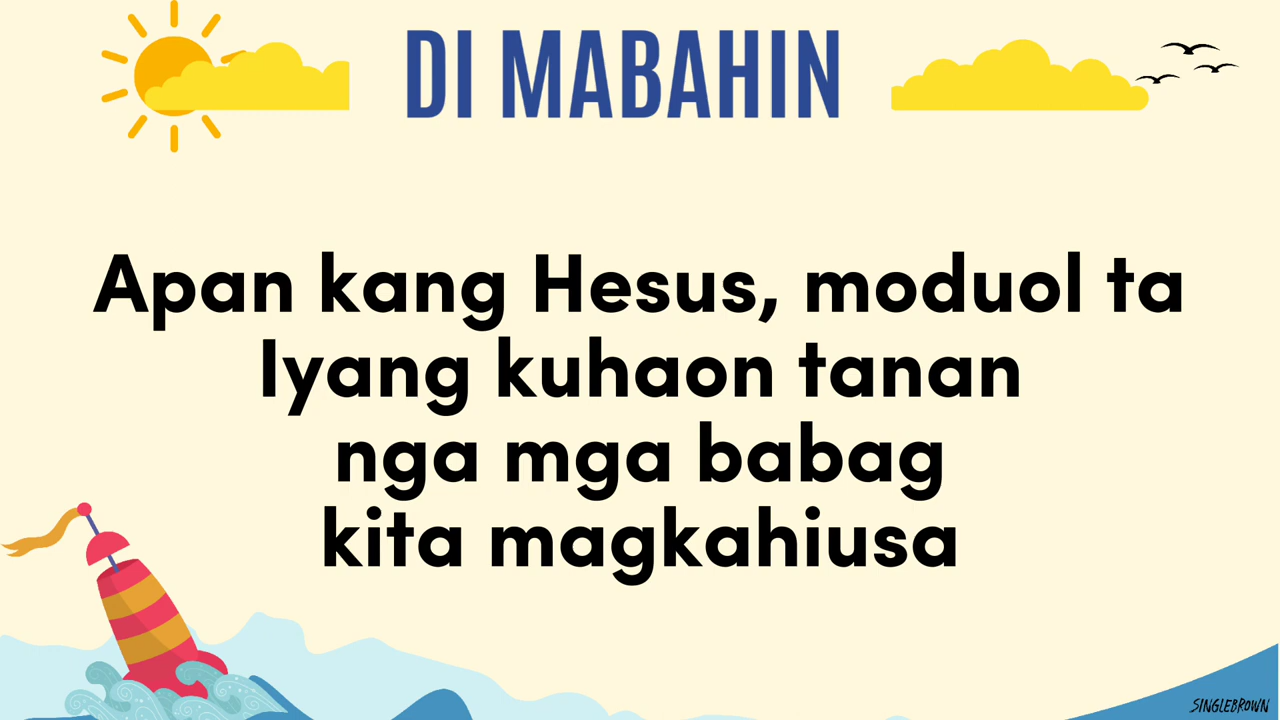 DI MABAHIN
Apan kang Hesus, moduol ta
Iyang kuhaon tanan
nga mga babag
kita magkahiusa
SINGLEBROWN